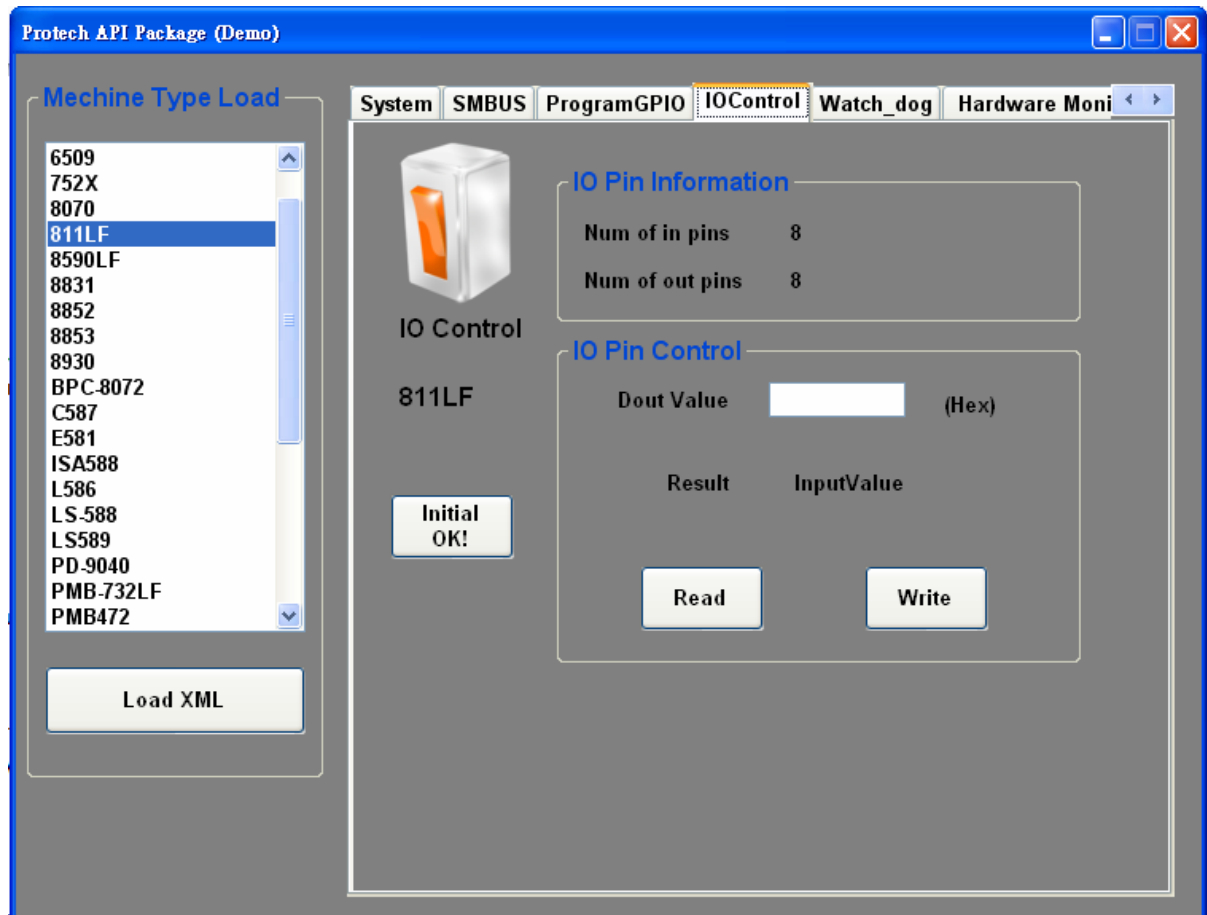 Protech API Package (Demo)
Mechine Type Load
6509
752X
8070
811LF
8590LF
8831
8852
8853
8930
BPC-8072
C587
E581
ISA588
L586
LS-588
LS589
PD-9040
PMB-732LF
PMB472
Load XML
System SMBUS ProgramGPIO IOControl Watch_dog Hardware Moni
IO Control
811LF
Initial
OK!
IO Pin Information
Num of in pins 8
Num of out pins 8
IO Pin Control
Dout Value (Hex)
Result InputValue
Read Write